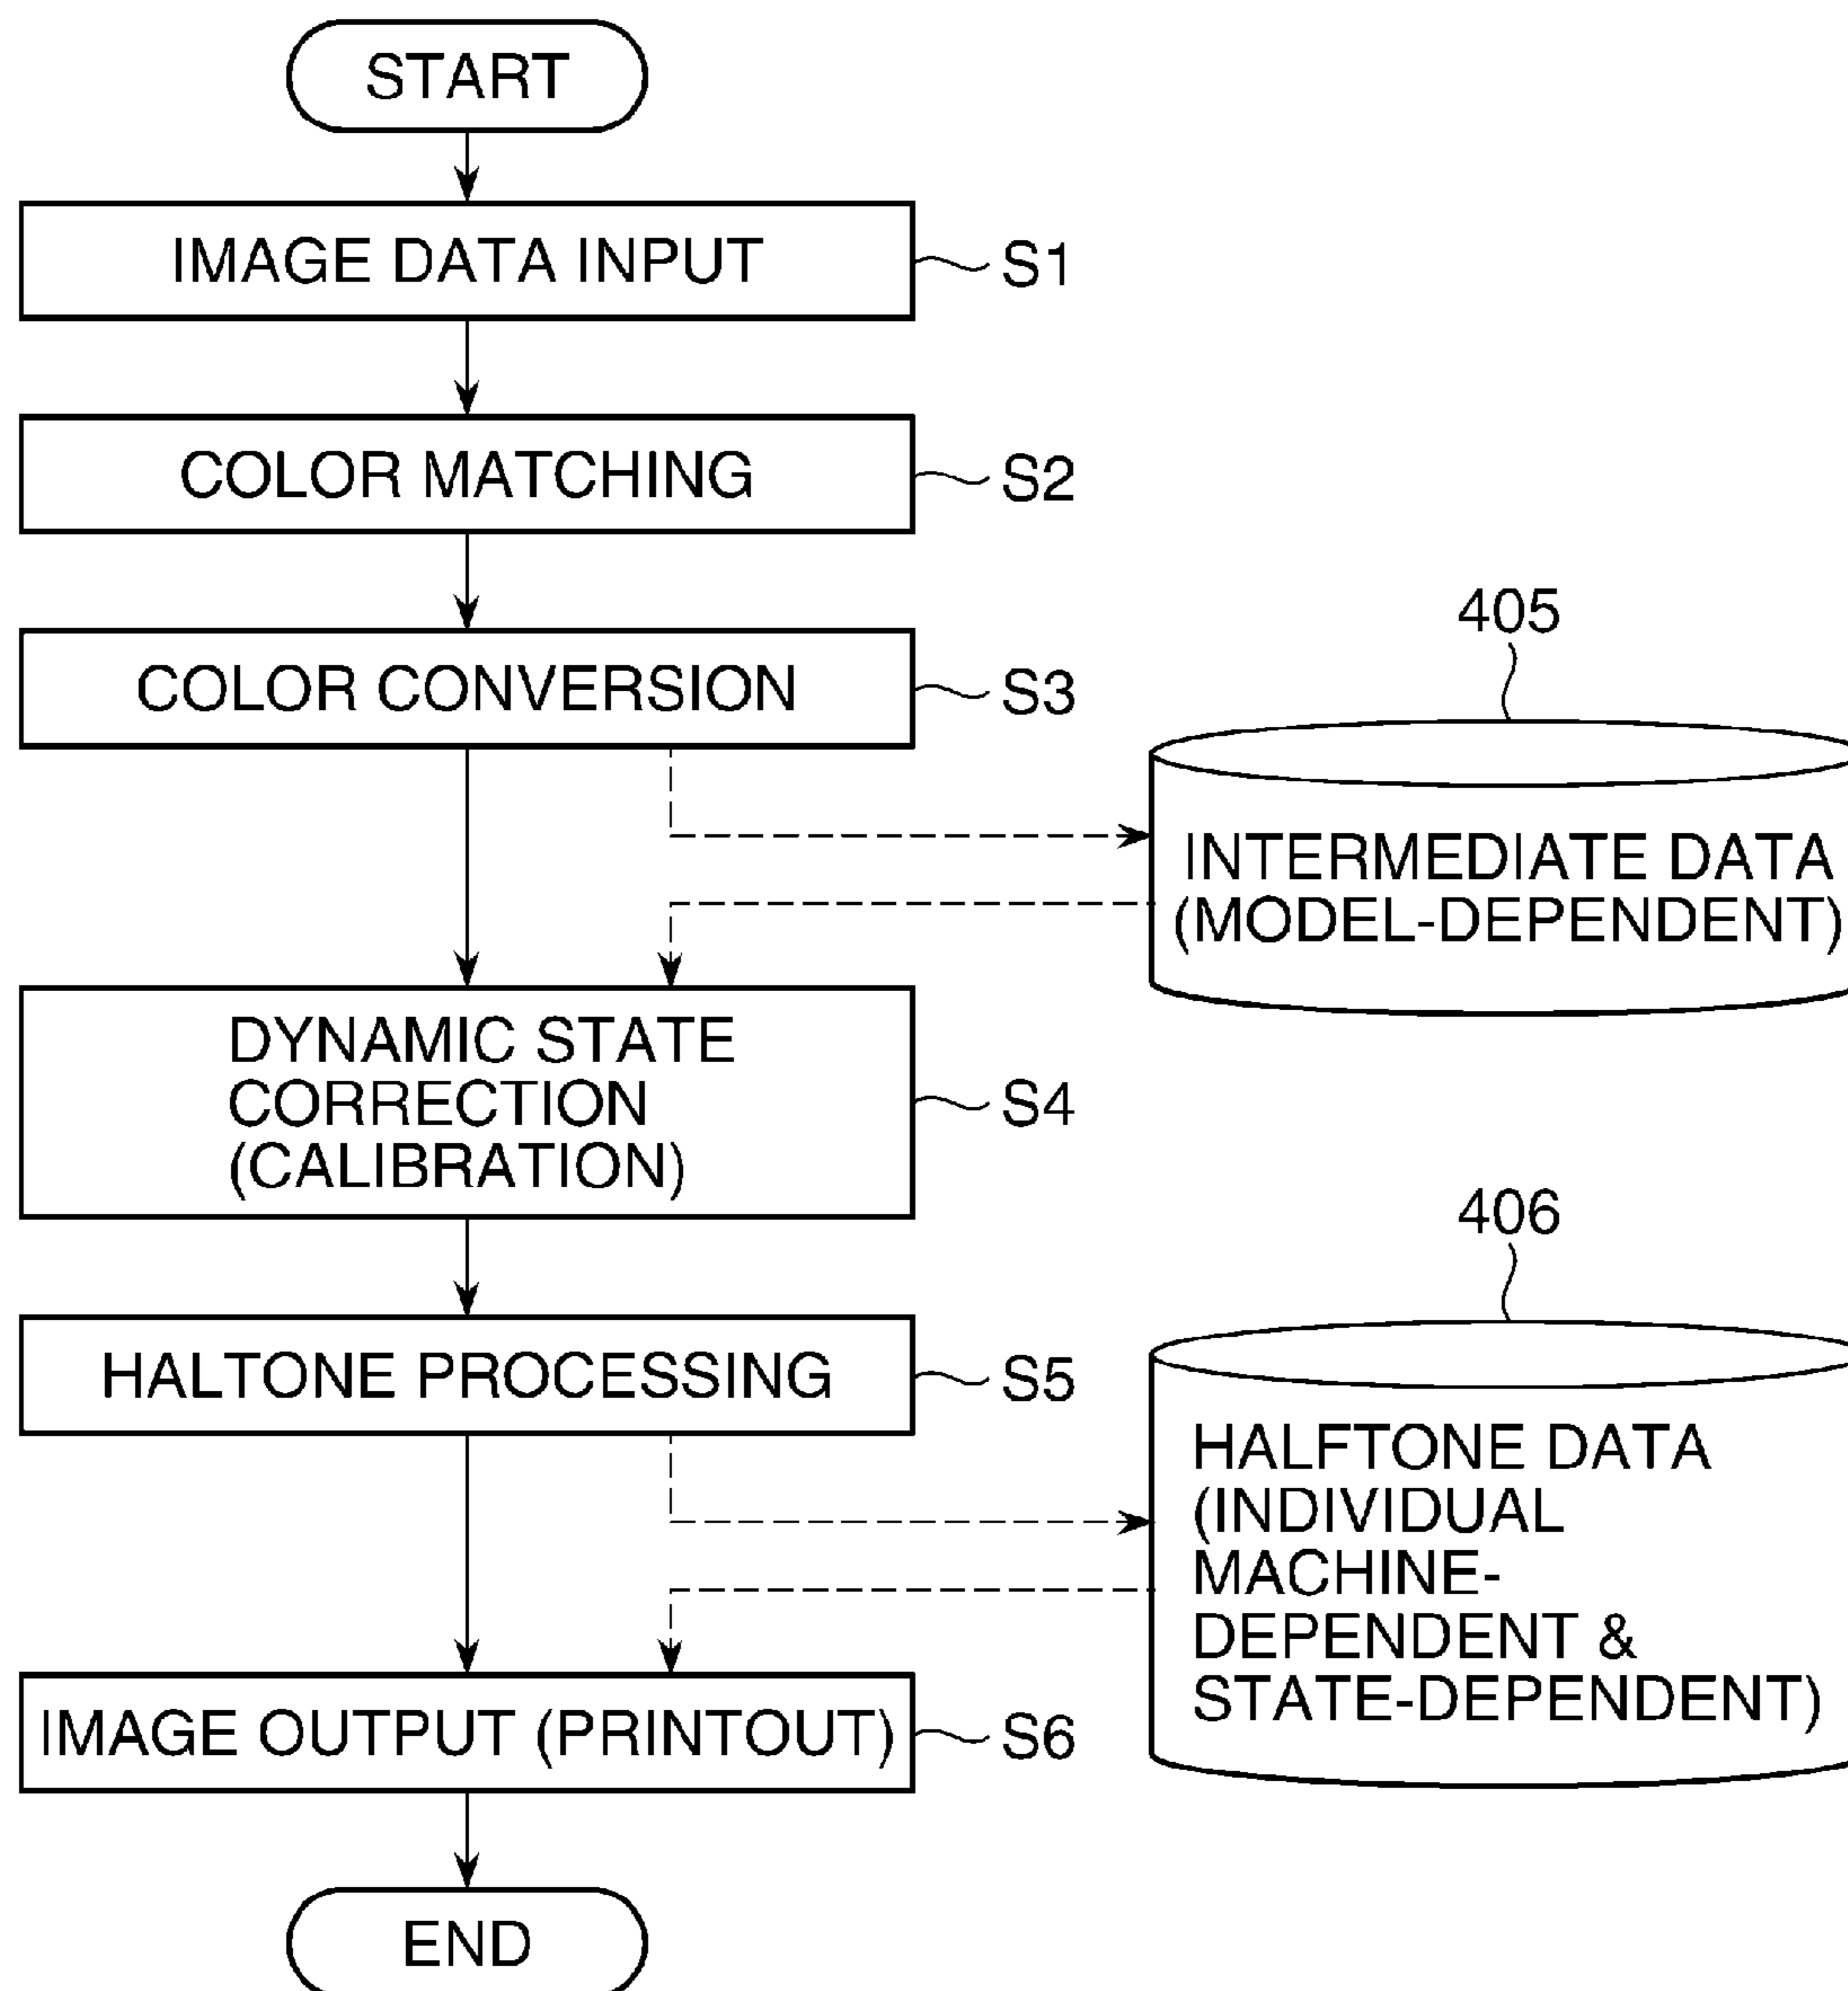 START
IMAGE DATA INPUT
S1
COLOR MATCHING
S2
COLOR CONVERSION
S3
405
INTERMEDIATE DATA
(MODEL-DEPENDENT)
DYNAMIC STATE
CORRECTION
(CALIBRATION)
S4
HALTONE PROCESSING
S5
406
HALFTONE DATA
(INDIVIDUAL
MACHINE-
DEPENDENT &
STATE-DEPENDENT)
IMAGE OUTPUT (PRINTOUT)
S6
END